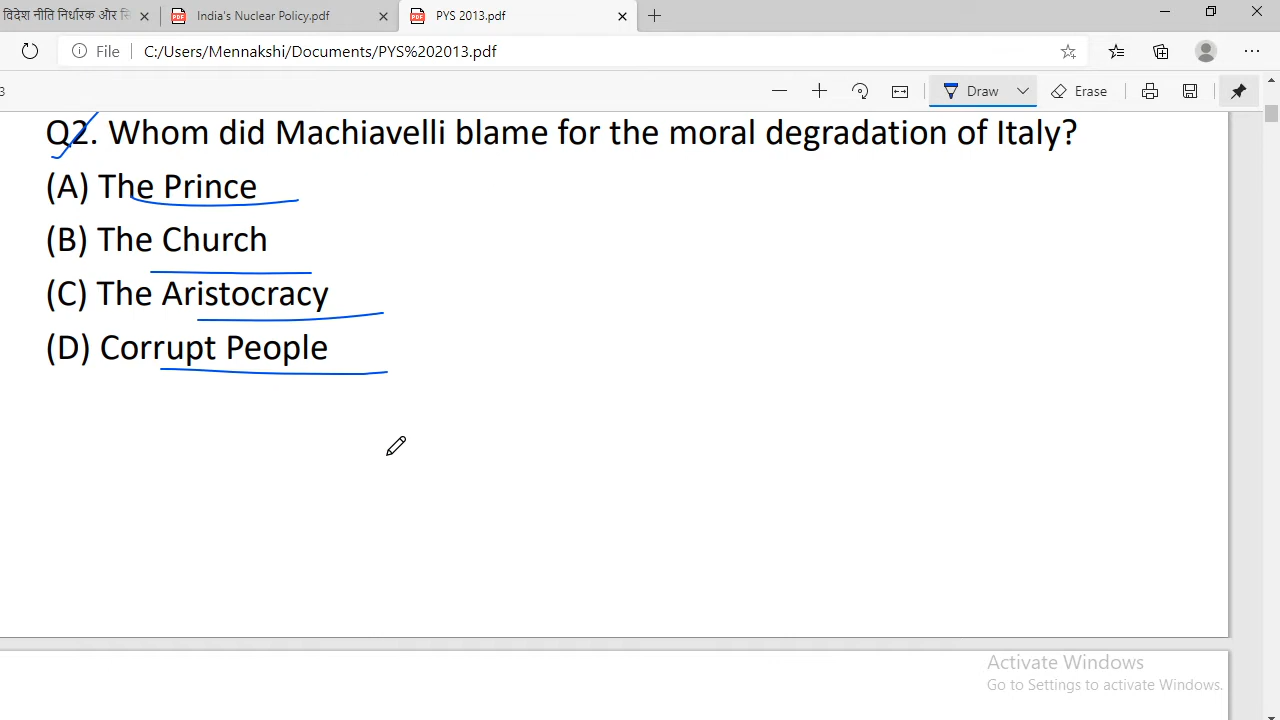 विदेश नीति निर्धारक और
India's Nuclear Policy.pdf
PYS 2013.pdf
File
C:/Users/Mennakshi/Documents/PYS%202013.pdf
3
Draw
Erase
Q2. Whom did Machiavelli blame for the moral degradation of Italy?
(A) The Prince
(B) The Church
(C) The Aristocracy
(D) Corrupt People
Activate Windows
Go to Settings to activate Windows.